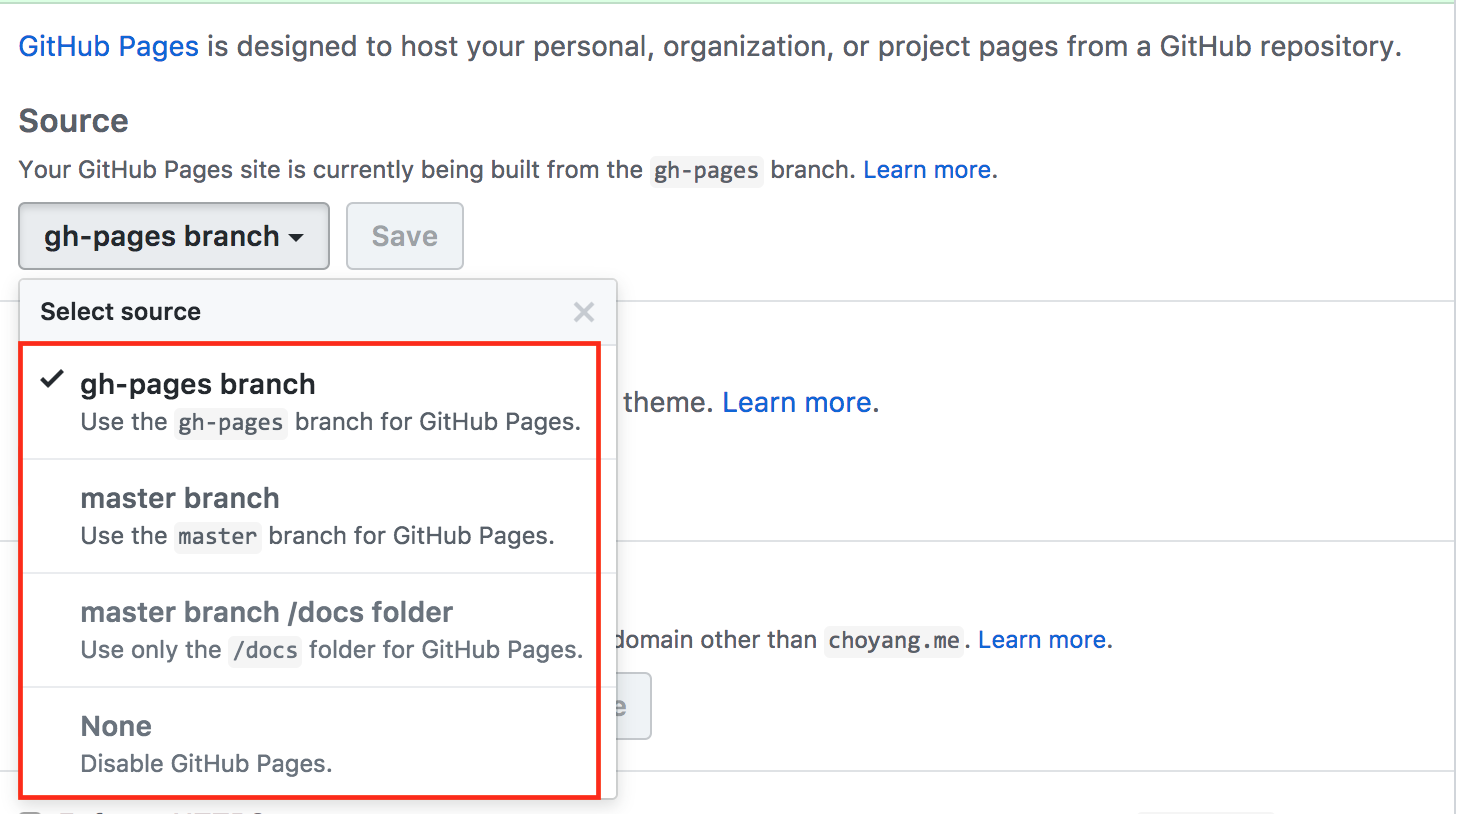 GitHub Pages is designed to host your personal, organization, or project pages from a GitHub repository.
Source
Your GitHub Pages site is currently being built from the gh-pages branch. Learn more.
gh-pages branch
Save
Select source
gh-pages branch
Use the gh-pages branch for GitHub Pages.
theme. Learn more.
master branch
Use the master branch for GitHub Pages.
master branch /docs folder
Use only the /docs folder for GitHub Pages.
domain other than choyang.me. Learn more.
None
Disable GitHub Pages.